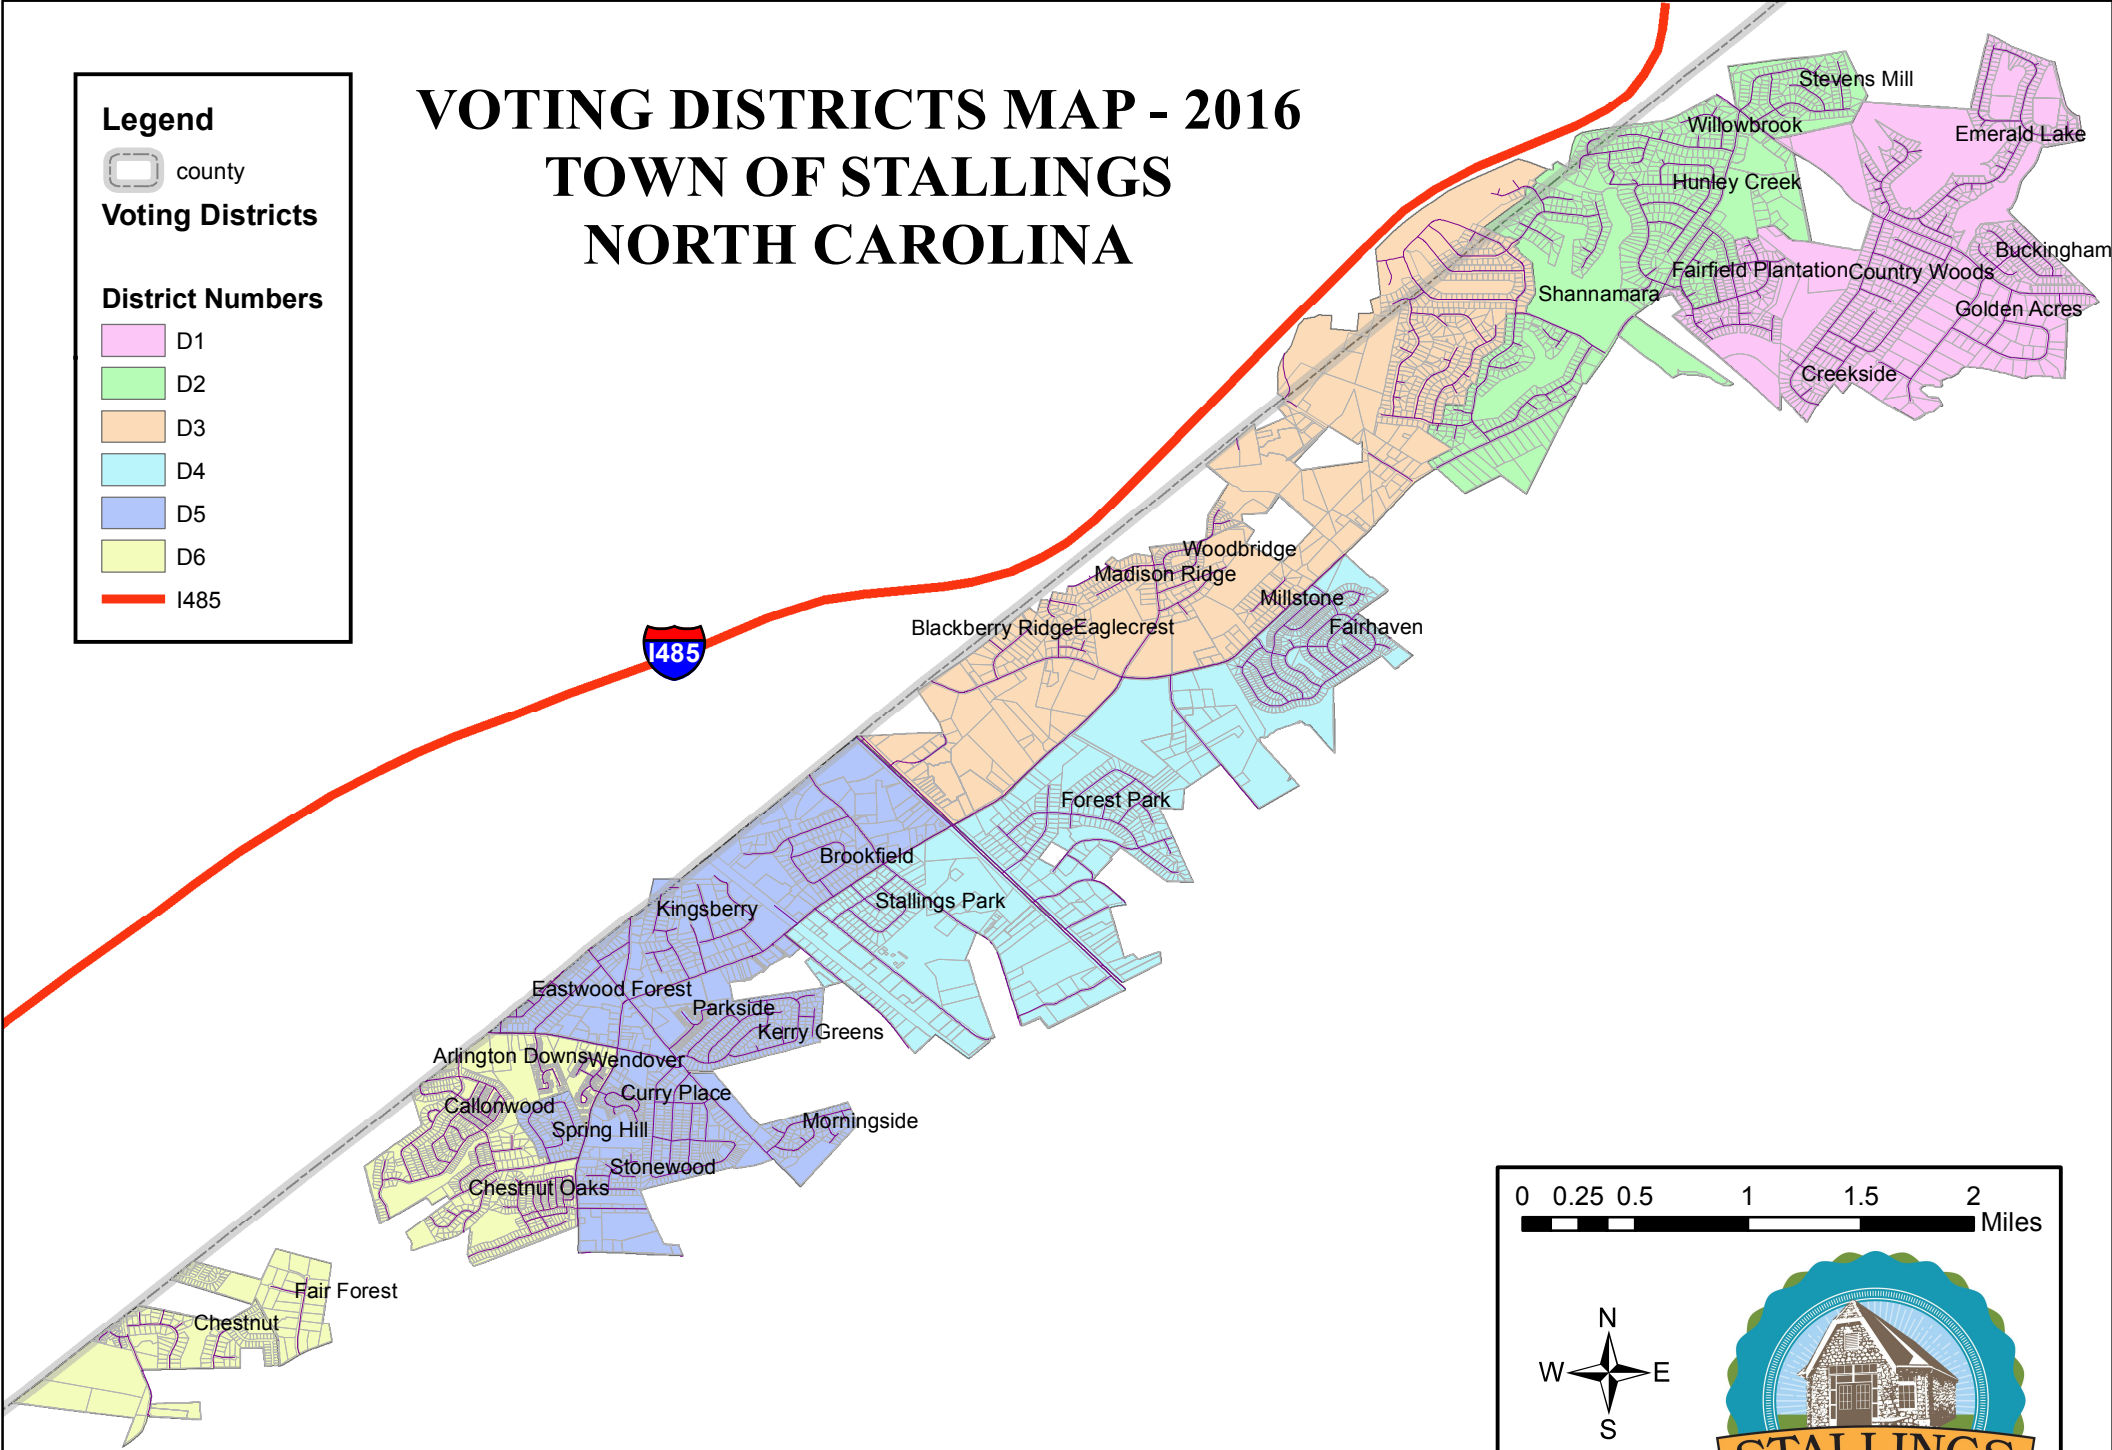 VOTING DISTRICTS MAP - 2016
TOWN OF STALLINGS
NORTH CAROLINA
Legend
county
Voting Districts
District Numbers
D1
D2
D3
D4
D5
D6
I485
I485
Stevens Mill
Willowbrook
Emerald Lake
Hunley Creek
Buckingham
Fairfield Plantation
Country Woods
Shannamara
Golden Acres
Creekside
Woodbridge
Madison Ridge
Millstone
Blackberry Ridge
Eaglecrest
Fairhaven
Forest Park
Brookfield
Stallings Park
Kingsberry
Eastwood Forest
Parkside
Kerry Greens
Arlington Downs
Wendover
Curry Place
Callonwood
Morningside
Spring Hill
Stonewood
Chestnut Oaks
Fair Forest
Chestnut
0 0.25 0.5 1 1.5 2
Miles
N
W E
S
STALLINGS